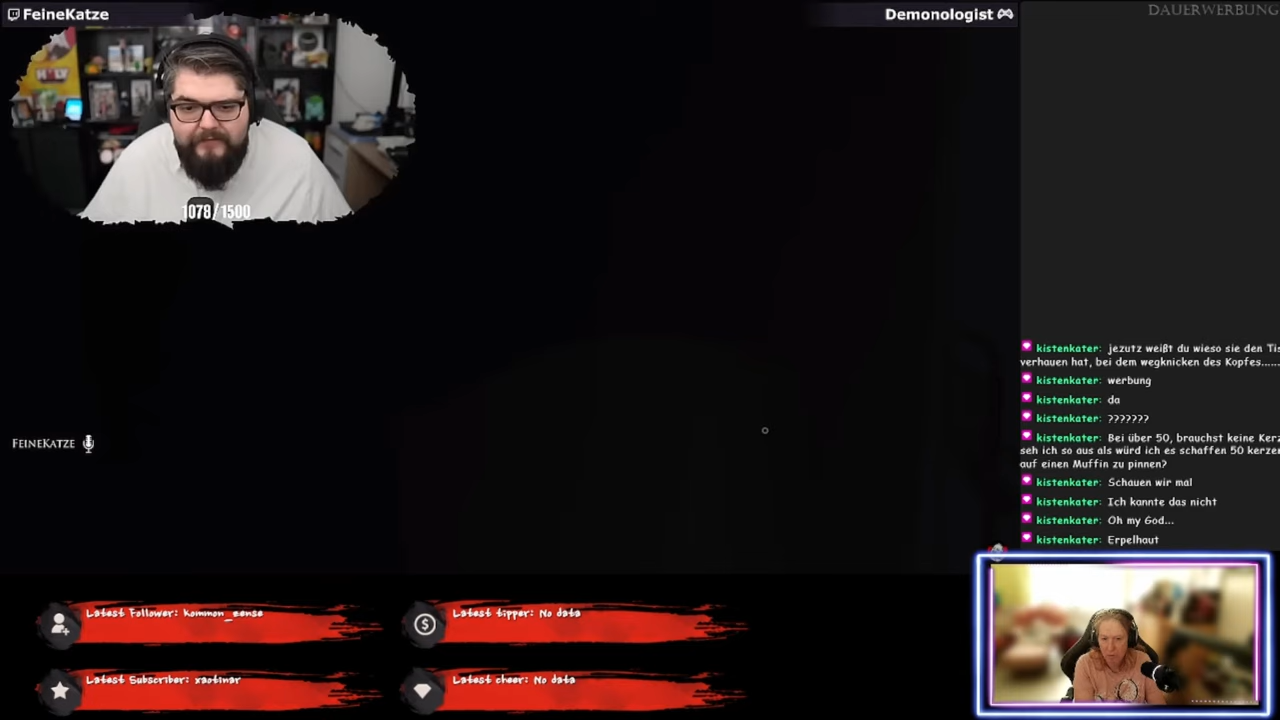 FeineKatze
Demonologist
DAUERWERBUNG
HOLY
1078/1500
FEINEKATZE
kistenkater: jezutz weißt du wieso sie den Tis
verhauen hat, bei dem wegknicken des Kopfes......
kistenkater: werbung
kistenkater: da
kistenkater: ???????
kistenkater: Bei über 50, brauchst keine Kerz
seh ich so aus als würd ich es schaffen 50 kerzen
auf einen Muffin zu pinnen?
kistenkater: Schauen wir mal
kistenkater: Ich kannte das nicht
kistenkater: Oh my God...
kistenkater: Erpelhaut
Latest Follower: Kommon_sense
Latest tipper: No data
Latest Subscriber: xaotinar
Latest cheer: No data